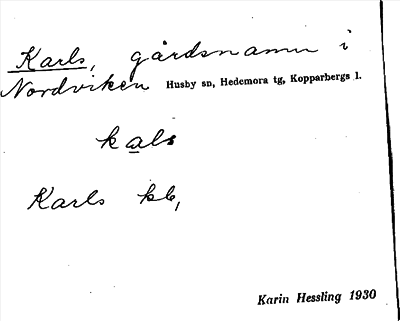 Karls, gårdsnamn i
Nordviken Husby sn, Hedemora tg, Kopparbergs l.
kals
Karls kb,
Karin Hessling 1930